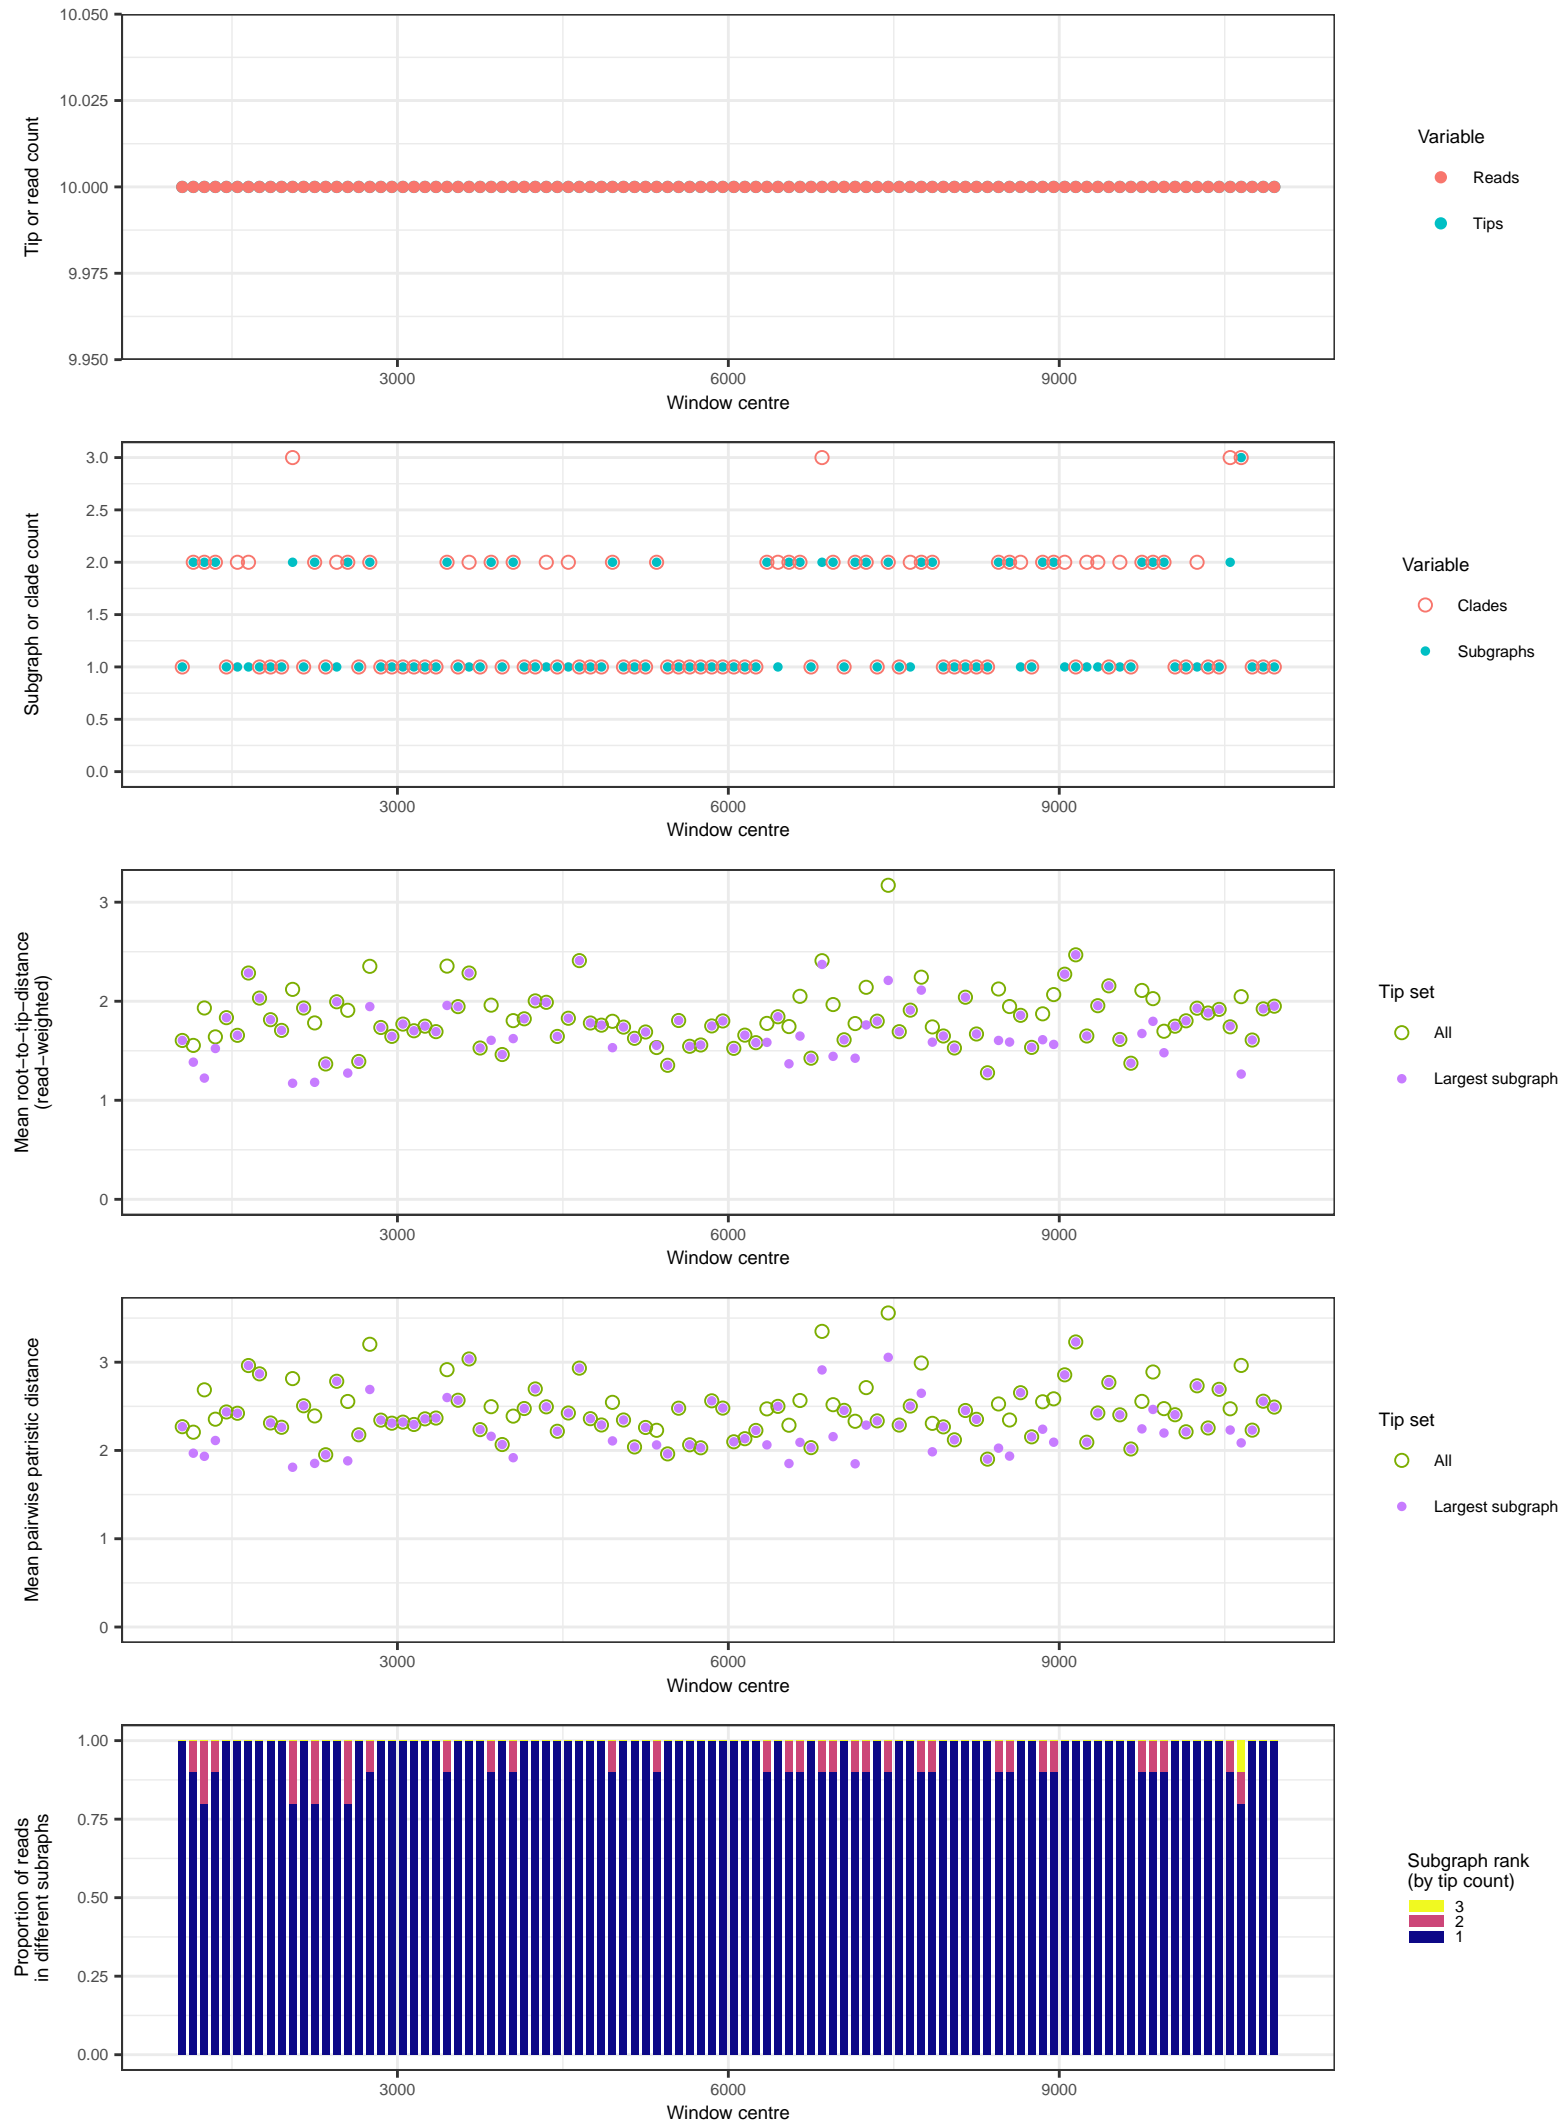 10.050
10.025
10.000
9.975
9.950
Tip or read count
3000
6000
9000
Window centre
Variable
Reads
Tips
3.0
2.5
2.0
1.5
1.0
0.5
0.0
Subgraph or clade count
3000
6000
9000
Window centre
Variable
Clades
Subgraphs
3
2
1
0
Mean root−to−tip−distance
(read−weighted)
3000
6000
9000
Window centre
Tip set
All
Largest subgraph
3
2
1
0
Mean pairwise patristic distance
3000
6000
9000
Window centre
Tip set
All
Largest subgraph
1.00
0.75
0.50
0.25
0.00
Proportion of reads
in different subraphs
3000
6000
9000
Window centre
Subgraph rank
(by tip count)
3
2
1